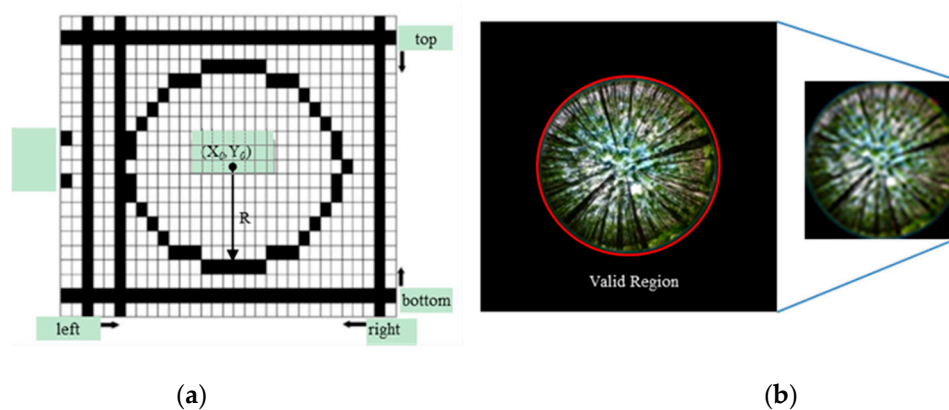 top
(X₀,Y₀)
R
bottom
left
right
Valid Region
(a)
(b)